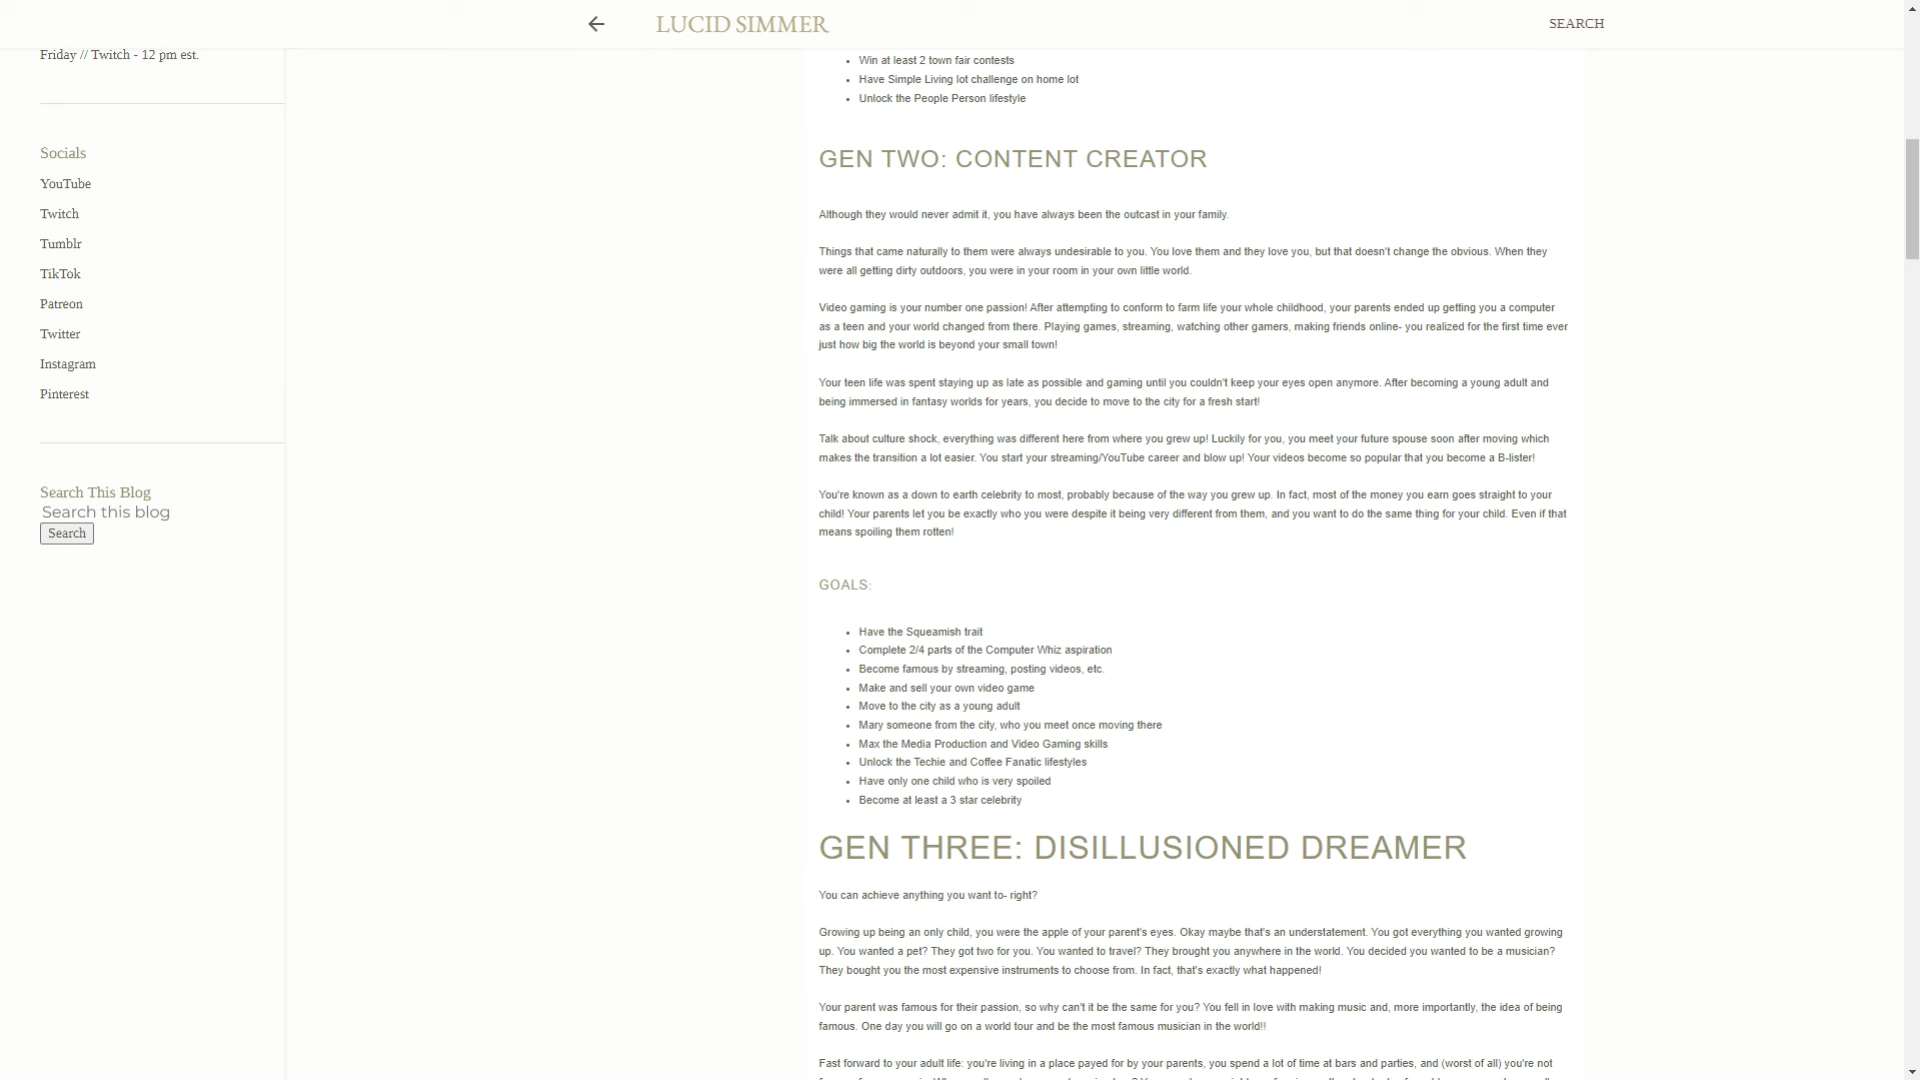 LUCID SIMMER
SEARCH
Friday // Twitch - 12 pm est.
Socials
YouTube
Twitch
Tumblr
TikTok
Patreon
Twitter
Instagram
Pinterest
Search This Blog
Search this blog
Search
Win at least 2 town fair contests
Have Simple Living lot challenge on home lot
Unlock the People Person lifestyle
GEN TWO: CONTENT CREATOR
Although they would never admit it, you have always been the outcast in your family.
Things that came naturally to them were always undesirable to you. You love them and they love you, but that doesn't change the obvious. When they
were all getting dirty outdoors, you were in your room in your own little world.
Video gaming is your number one passion! After attempting to conform to farm life your whole childhood, your parents ended up getting you a computer
as a teen and your world changed from there. Playing games, streaming, watching other gamers, making friends online- you realized for the first time ever
just how big the world is beyond your small town!
Your teen life was spent staying up as late as possible and gaming until you couldn't keep your eyes open anymore. After becoming a young adult and
being immersed in fantasy worlds for years, you decide to move to the city for a fresh start!
Talk about culture shock, everything was different here from where you grew up! Luckily for you, you meet your future spouse soon after moving which
makes the transition a lot easier. You start your streaming/YouTube career and blow up! Your videos become so popular that you become a B-lister!
You're known as a down to earth celebrity to most, probably because of the way you grew up. In fact, most of the money you earn goes straight to your
child! Your parents let you be exactly who you were despite it being very different from them, and you want to do the same thing for your child. Even if that
means spoiling them rotten!
GOALS:
Have the Squeamish trait
Complete 2/4 parts of the Computer Whiz aspiration
Become famous by streaming, posting videos, etc.
Make and sell your own video game
Move to the city as a young adult
Mary someone from the city, who you meet once moving there
Max the Media Production and Video Gaming skills
Unlock the Techie and Coffee Fanatic lifestyles
Have only one child who is very spoiled
Become at least a 3 star celebrity
GEN THREE: DISILLUSIONED DREAMER
You can achieve anything you want to- right?
Growing up being an only child, you were the apple of your parent's eyes. Okay maybe that's an understatement. You got everything you wanted growing
up. You wanted a pet? They got two for you. You wanted to travel? They brought you anywhere in the world. You decided you wanted to be a musician?
They bought you the most expensive instruments to choose from. In fact, that's exactly what happened!
Your parent was famous for their passion, so why can't it be the same for you? You fell in love with making music and, more importantly, the idea of being
famous. One day you will go on a world tour and be the most famous musician in the world!!
Fast forward to your adult life: you're living in a place payed for by your parents, you spend a lot of time at bars and parties, and (worst of all) you're not